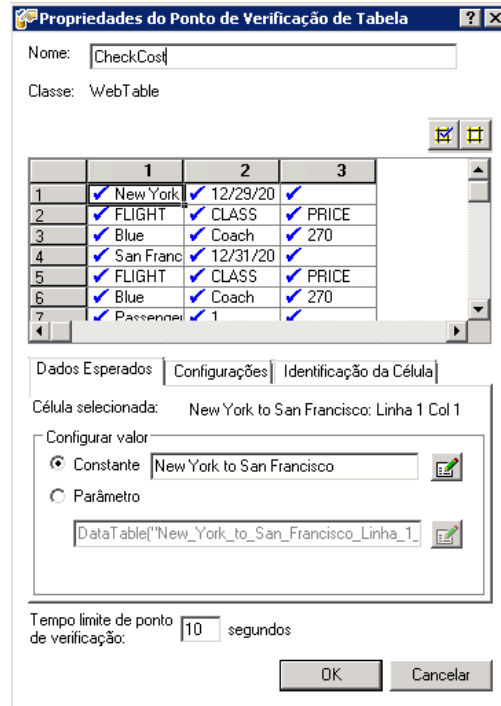 Propriedades do Ponto de Verificação de Tabela
Nome: CheckCost
Classe: WebTable
1 2 3
1 New York 12/29/20
2 FLIGHT CLASS PRICE
3 Blue Coach 270
4 San Franc 12/31/20
5 FLIGHT CLASS PRICE
6 Blue Coach 270
7 Passenger 1
Dados Esperados Configurações Identificação da Célula
Célula selecionada: New York to San Francisco: Linha 1 Col 1
Configurar valor
Constante New York to San Francisco
Parâmetro
DataTable("New_York_to_San_Francisco_Linha_1_
Tempo limite de ponto
de verificação: 10 segundos
OK Cancelar